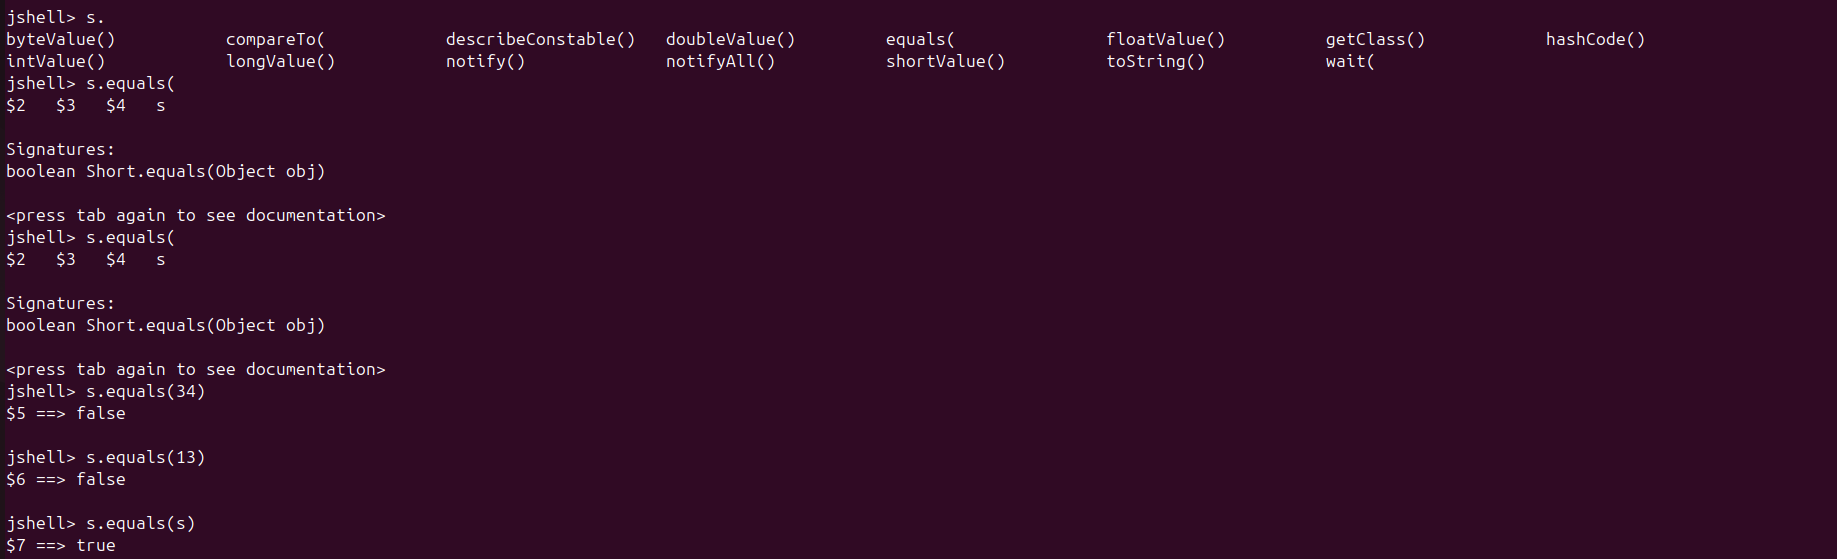 jshell> s.
byteValue()           compareTo(            describeConstable()   doubleValue()         equals(               floatValue()          getClass()            hashCode()
intValue()            longValue()           notify()              notifyAll()           shortValue()          toString()            wait(
jshell> s.equals(
$2   $3   $4   s

Signatures:
boolean Short.equals(Object obj)

<press tab again to see documentation>
jshell> s.equals(
$2   $3   $4   s

Signatures:
boolean Short.equals(Object obj)

<press tab again to see documentation>
jshell> s.equals(34)
$5 ==> false

jshell> s.equals(13)
$6 ==> false

jshell> s.equals(s)
$7 ==> true